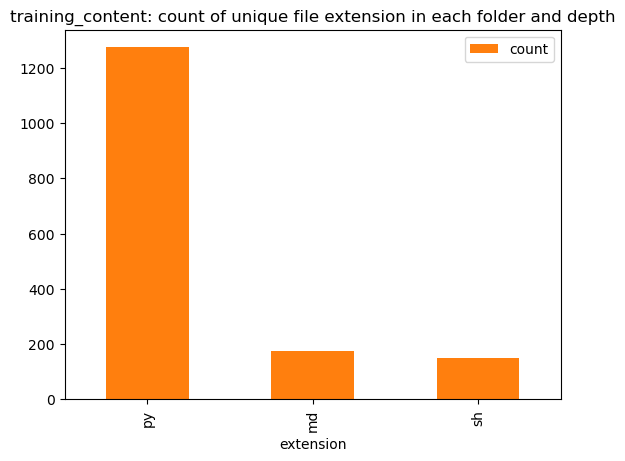 training_content: count of unique file extension in each folder and depth
count
1200
1000
800
600
400
200
0
py
md
sh
extension